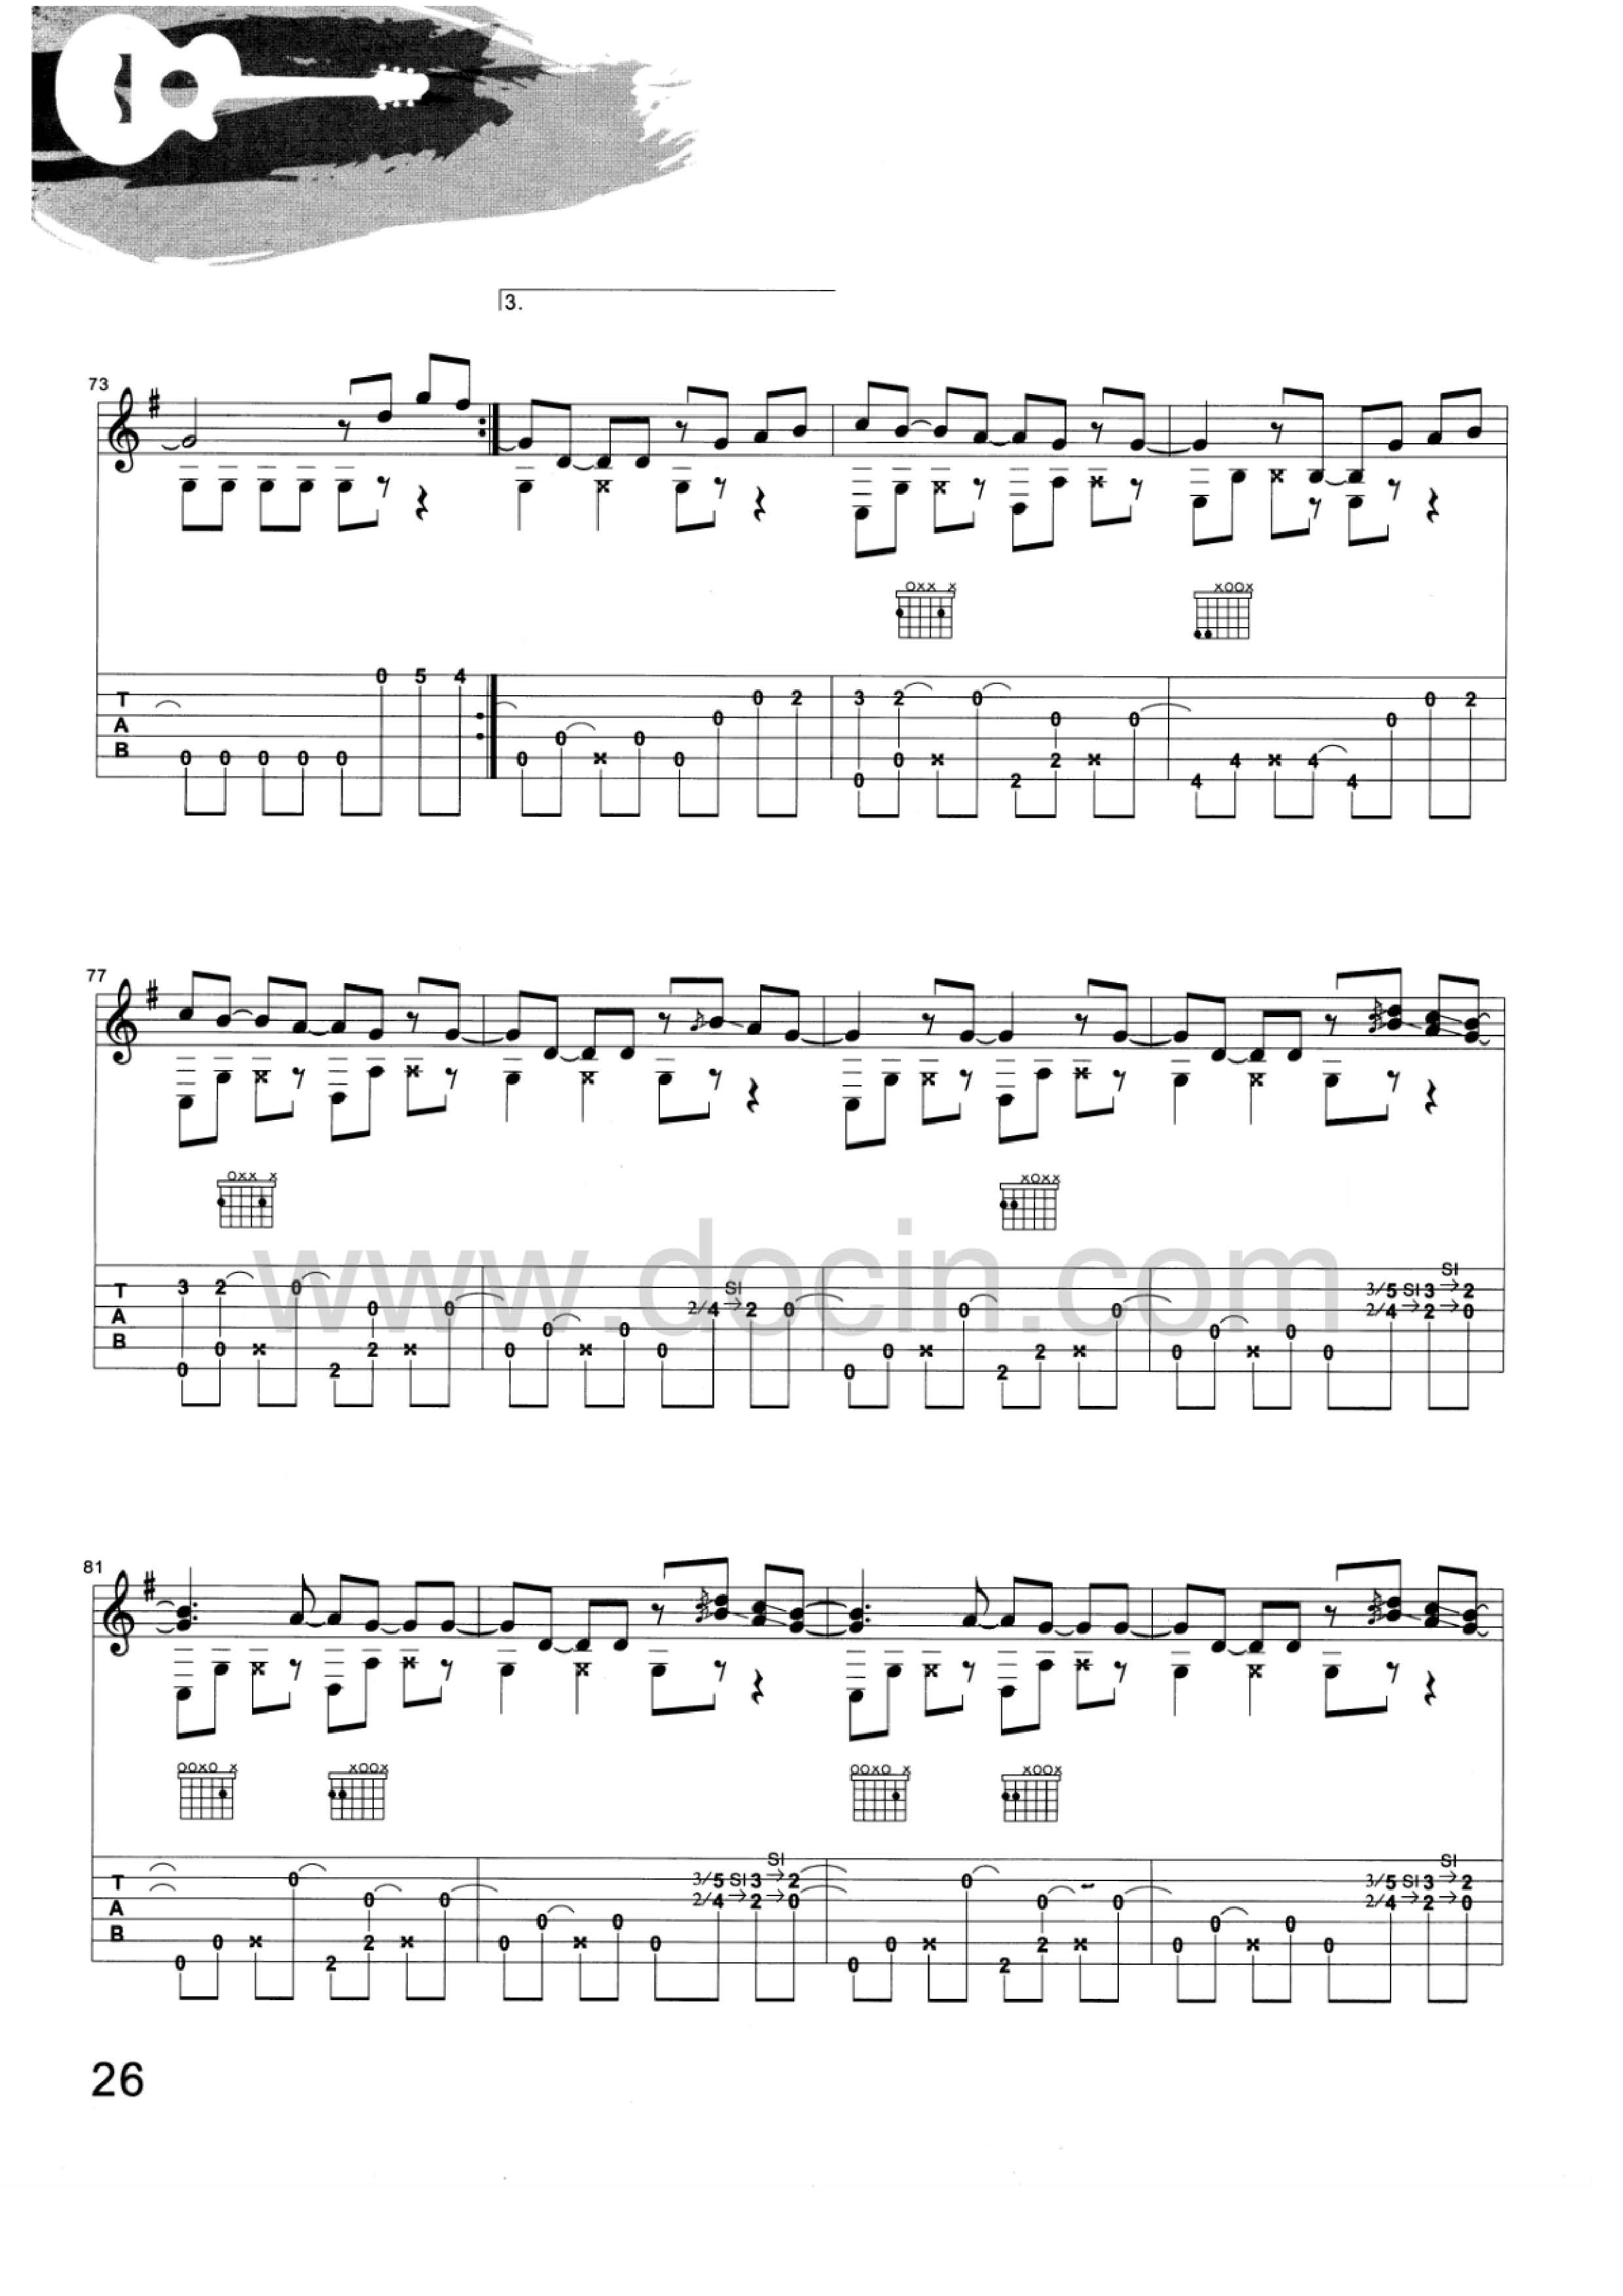 3.
73
0 5 4
T 0 2 3 2 0 0 2
A 0 0 0 0
B 0 0
0 0 0 0 0 0 x 0 0 x 2 x 4 x 4
0 2 4 4
77
www.docin.com
SI
SI
T 3 2 0 3/5 SI 3 → 2
A 0 0 2/4 → 2 0 0 0 2/4 → 2 → 0
B 0 0 0 0
0 x 2 x 0 x 0 0 x 2 x 0 x 0
0 2 0 2
81
SI
SI
T 0 3/5 SI 3 → 2 0 3/5 SI 3 → 2
A 0 0 2/4 → 2 → 0 0 0 2/4 → 2 → 0
B 0 0 0 0
0 x 2 x 0 x 0 0 x 2 x 0 x 0
0 2 0 2
26